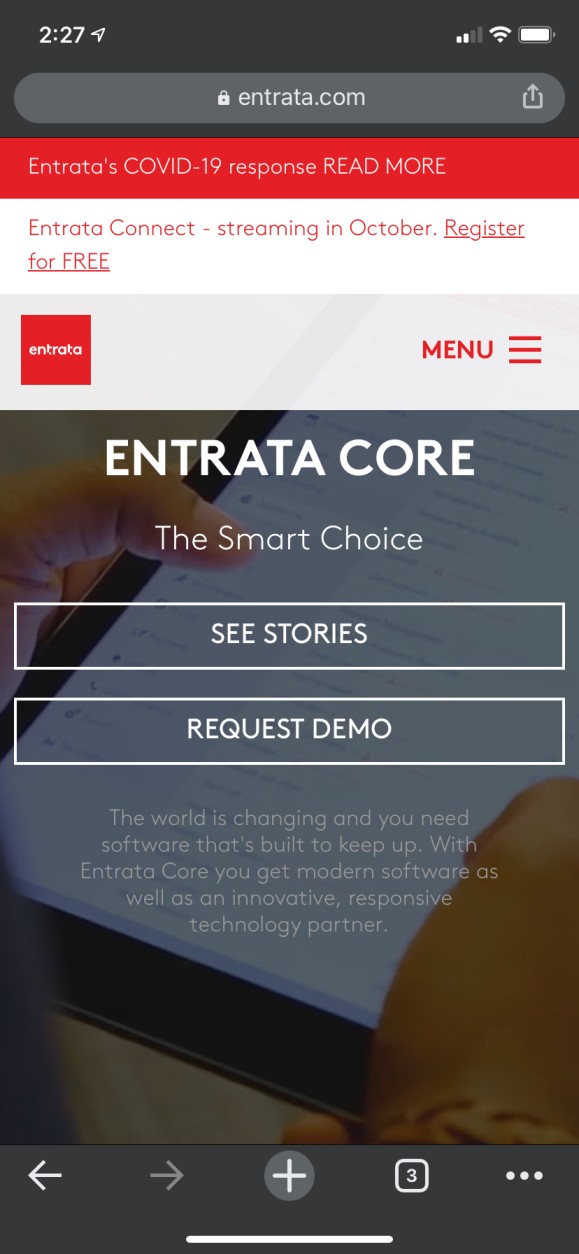 2:27
entrata.com
Entrata's COVID-19 response READ MORE
Entrata Connect - streaming in October. Register
for FREE
entrata
MENU
ENTRATA CORE
The Smart Choice
SEE STORIES
REQUEST DEMO
The world is changing and you need
software that's built to keep up. With
Entrata Core you get modern software as
well as an innovative, responsive
technology partner.
3